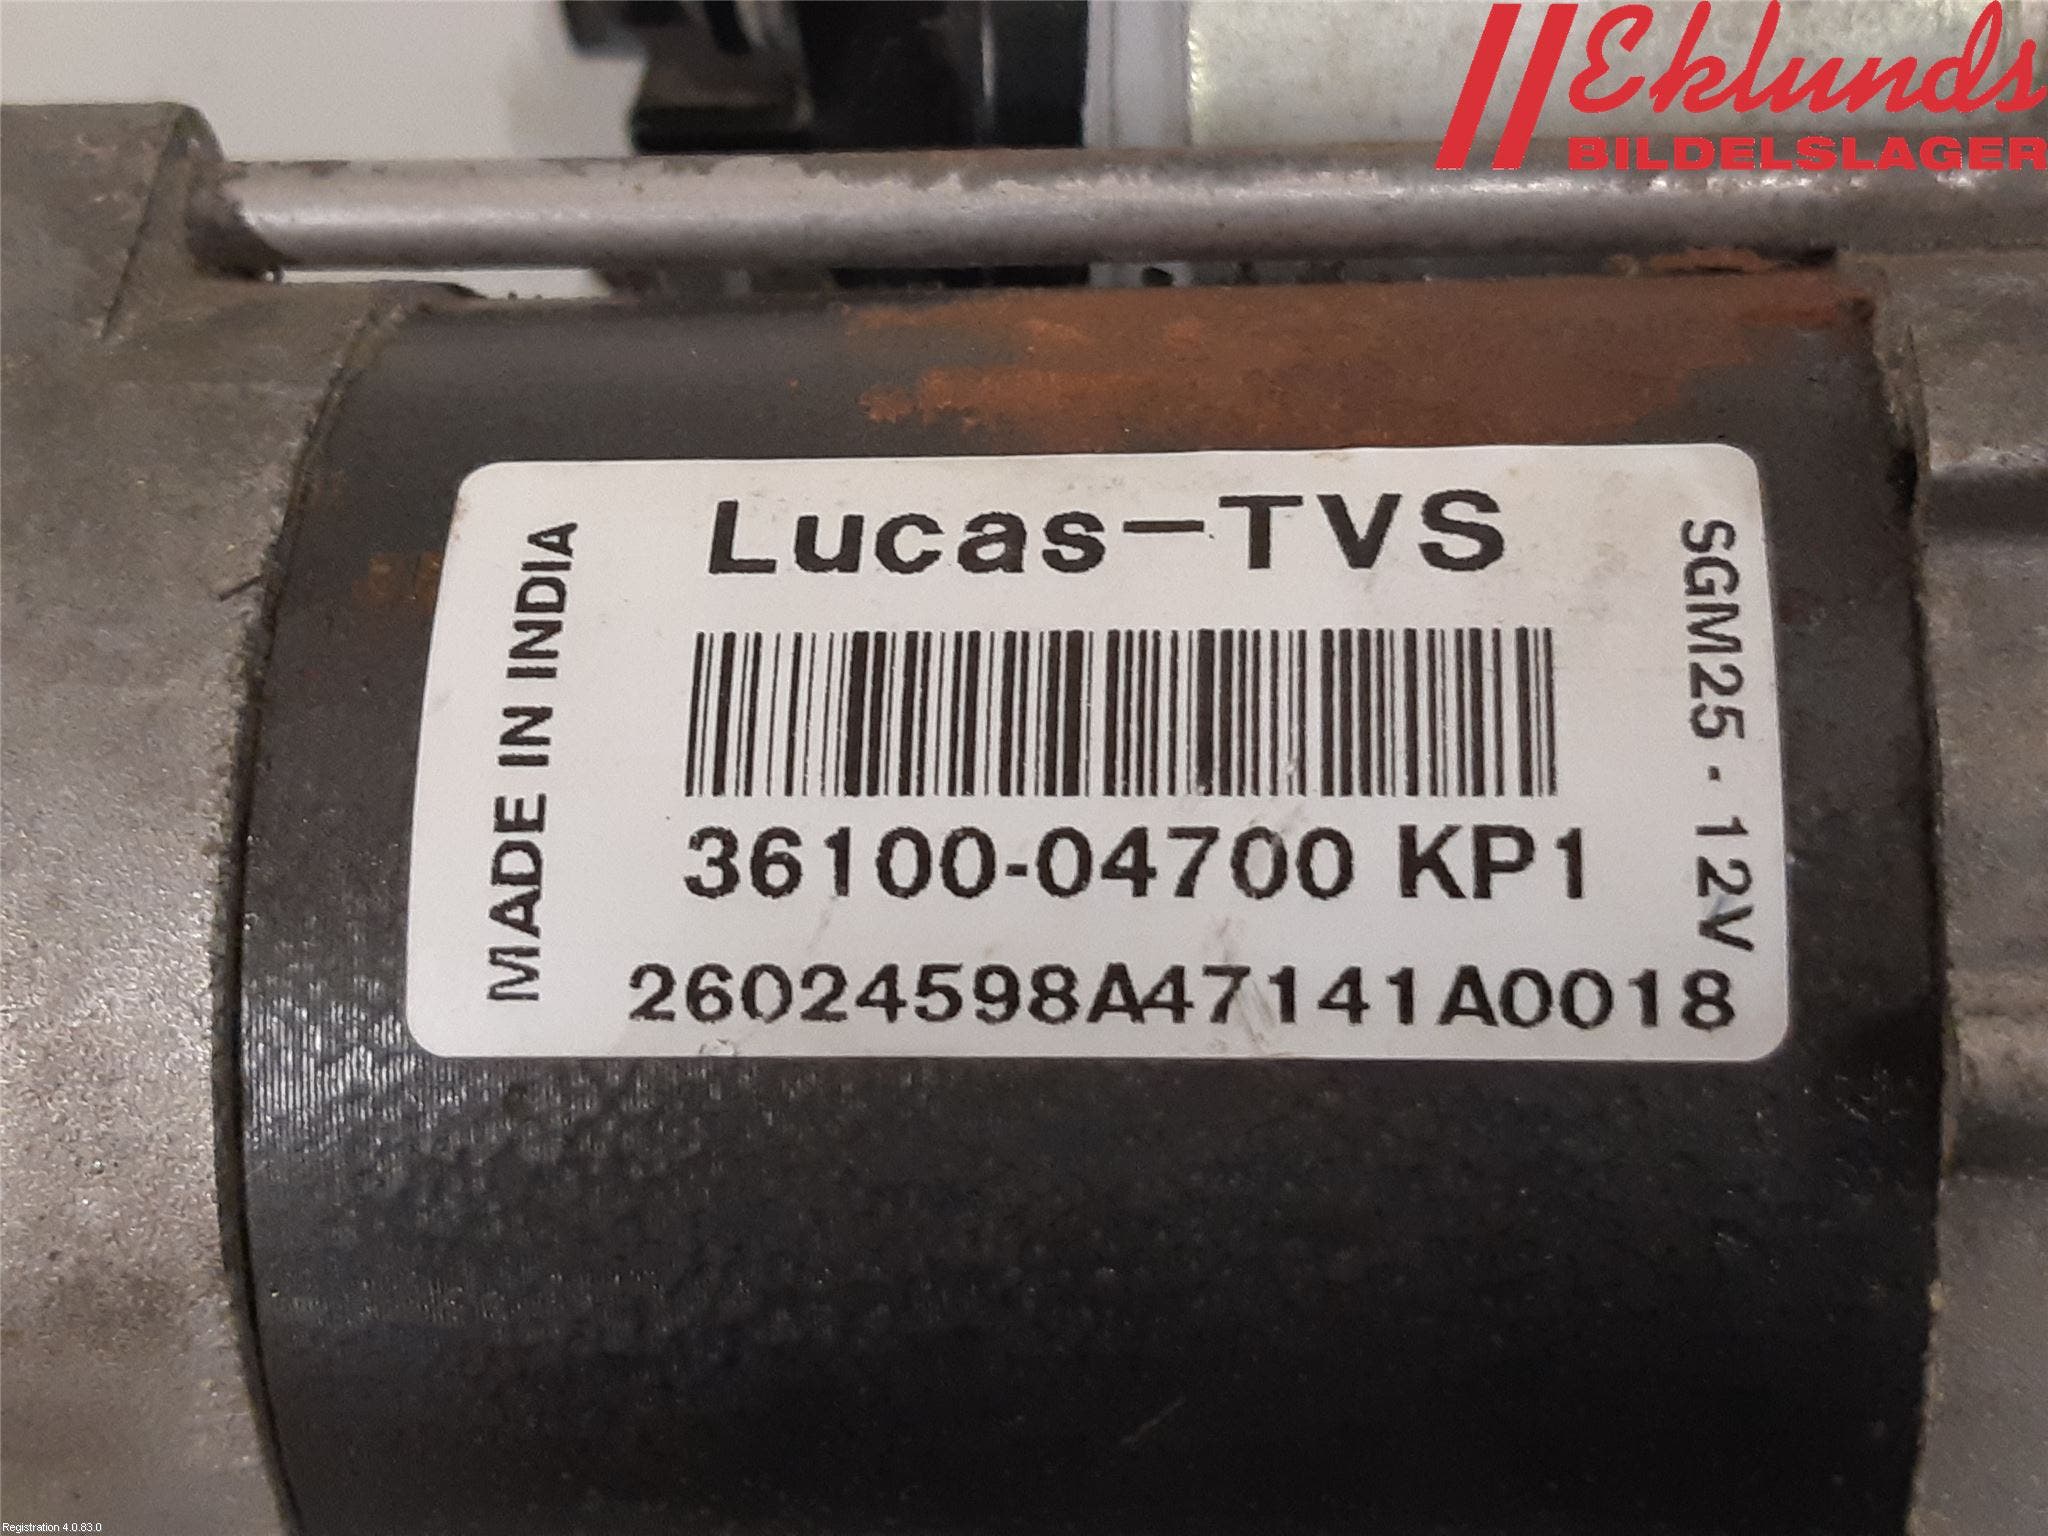 Eklunds
BILDELSLAGER
Lucas-TVS
MADE IN INDIA
SGM25 - 12V
36100-04700 KP1
26024598A47141A0018
Registration 4.0.83.0